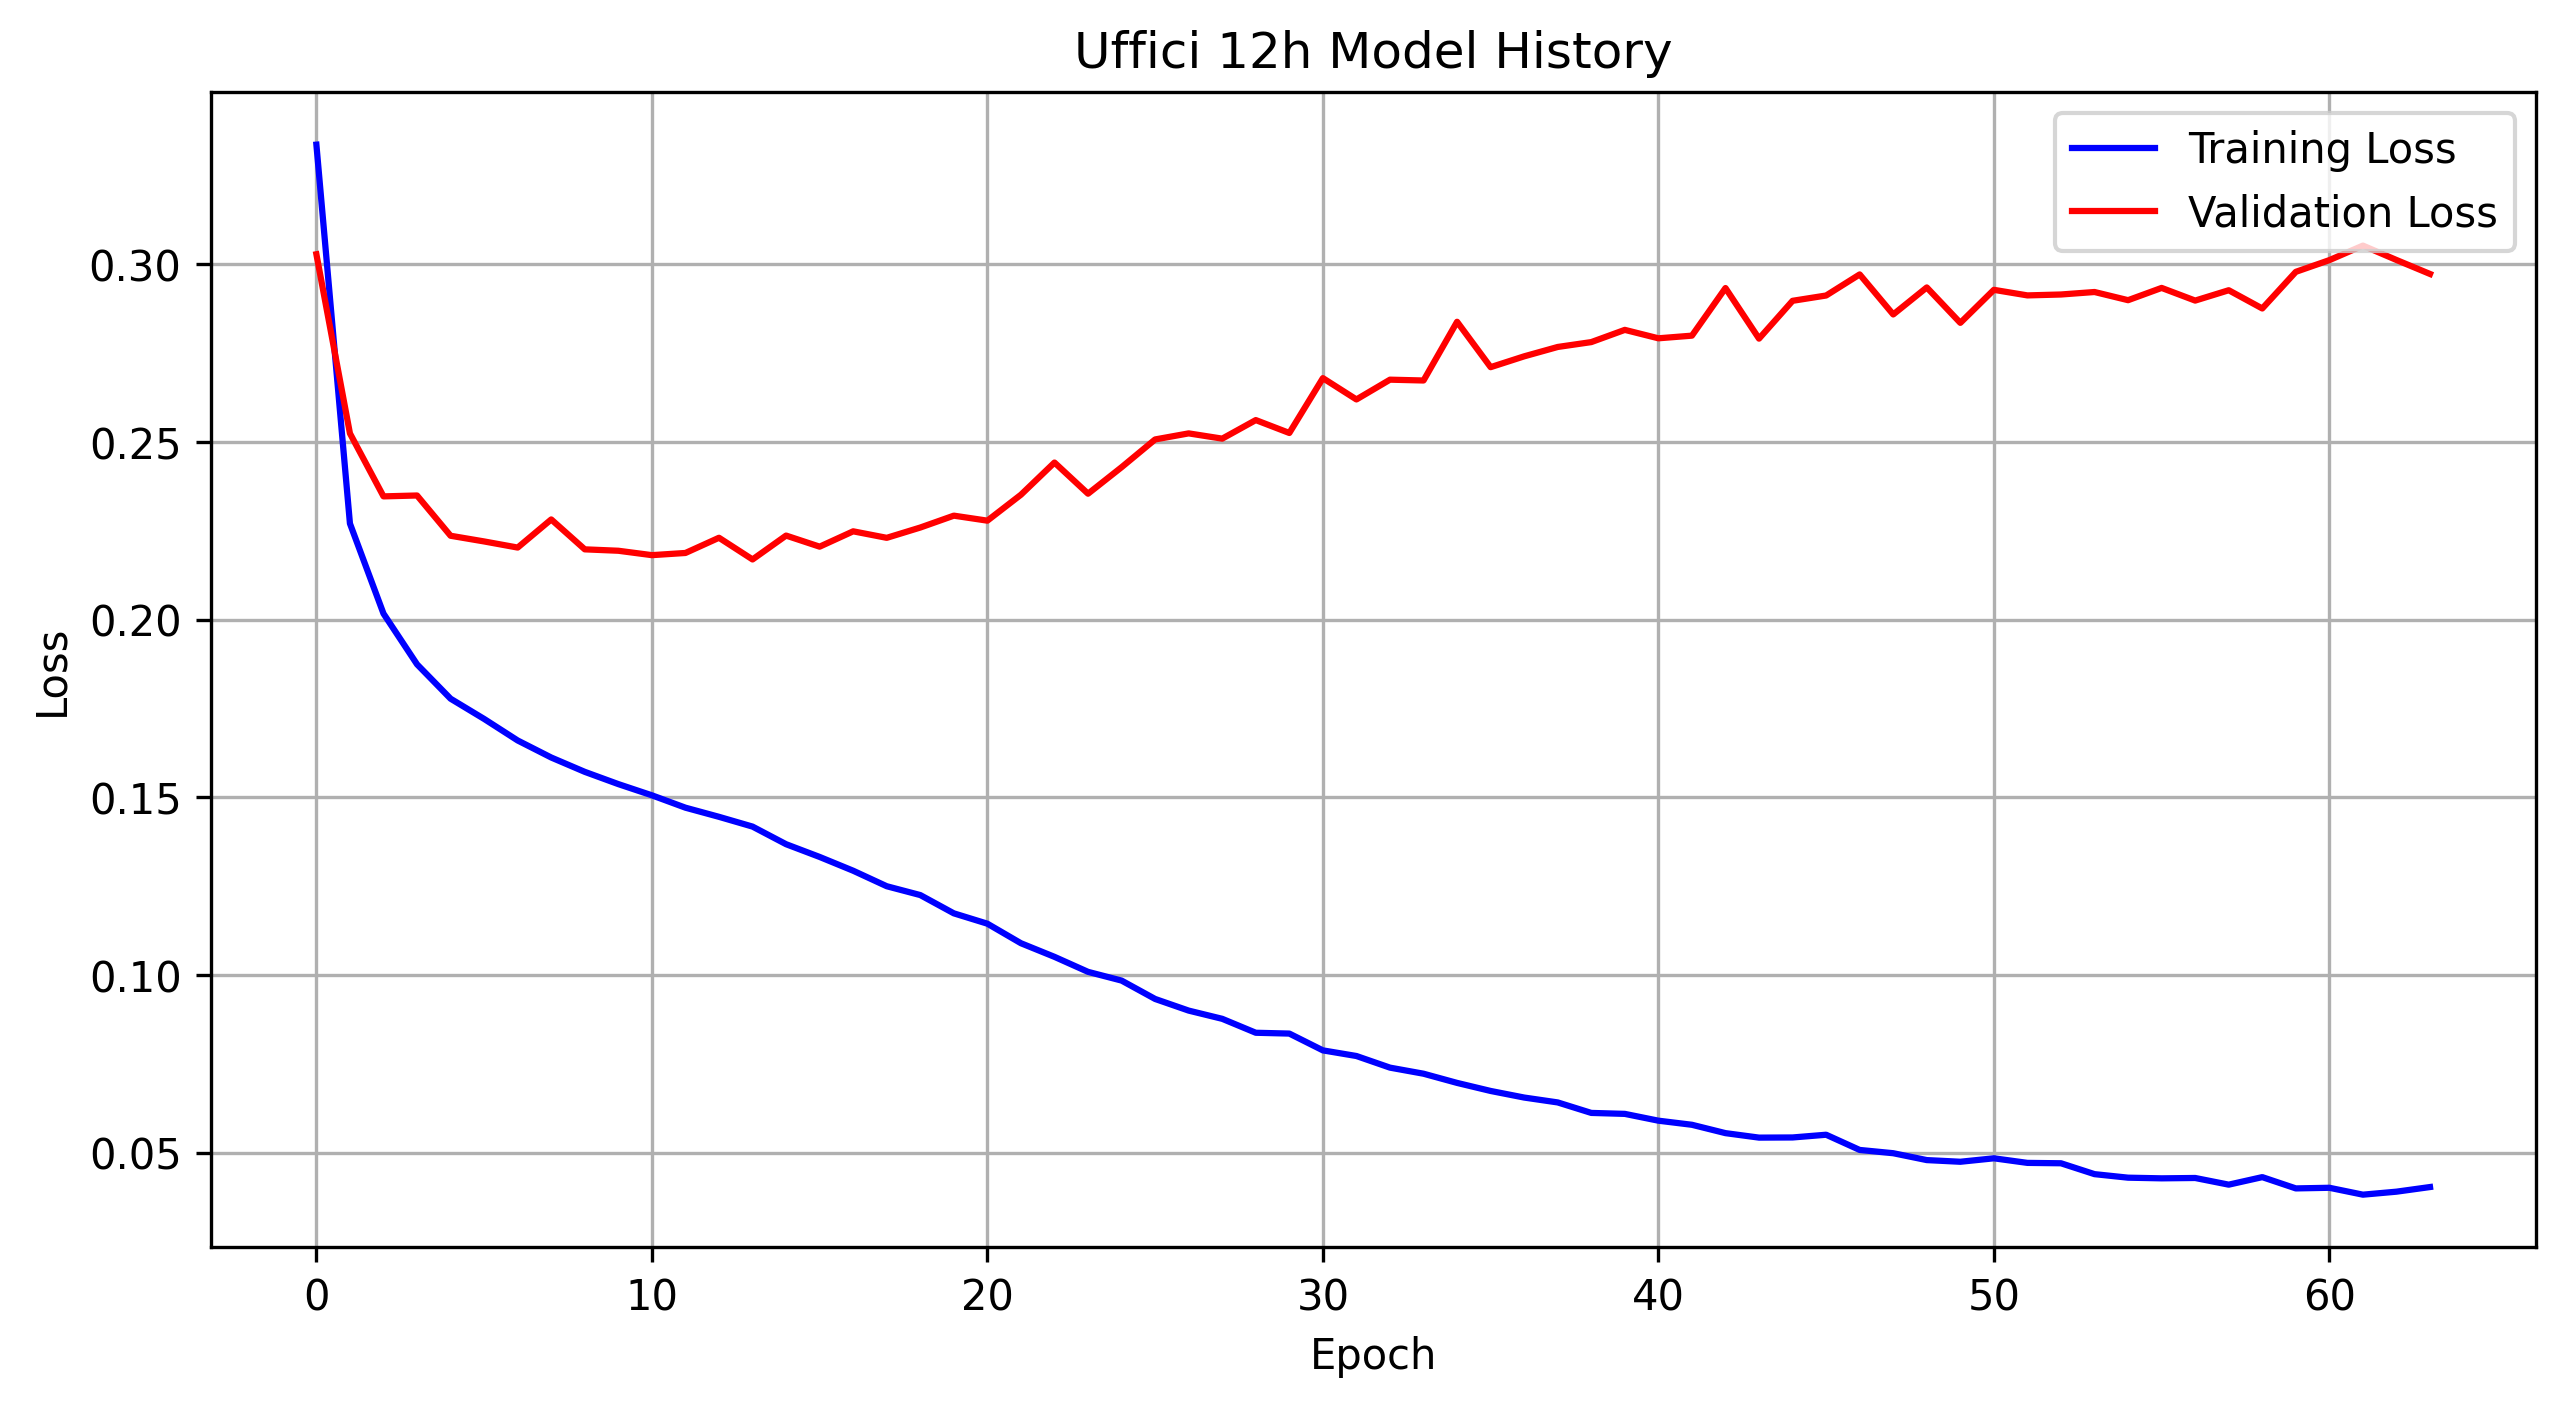 Uffici 12h Model History
Training Loss
Validation Loss
0.30
0.25
0.20
0.15
0.10
0.05
Loss
0 10 20 30 40 50 60
Epoch